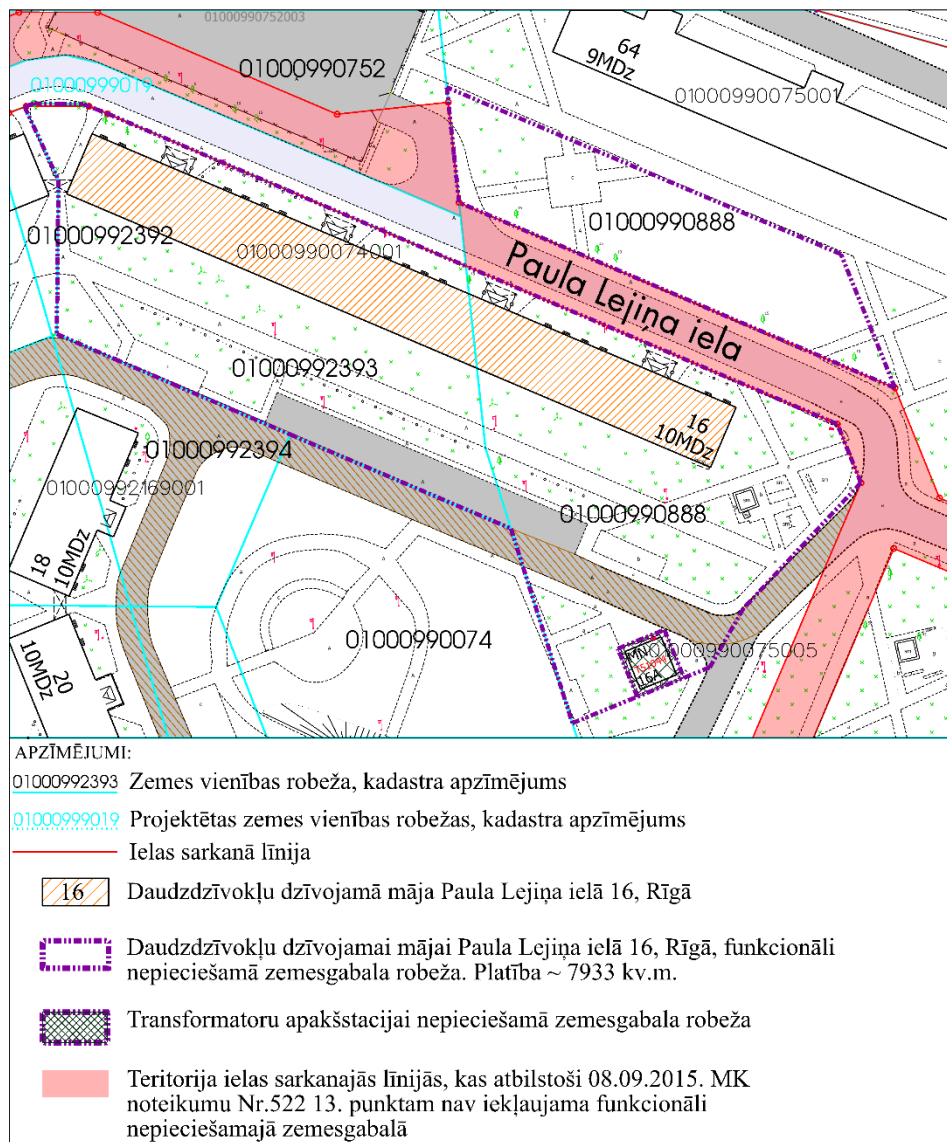 01000990752003
01000990752
64
9MDz
01000999019
01000990075001
01000990888
01000992392
01000990074001
Paula Lejiņa iela
01000992393
16
10MDz
01000992394
01000992169001
01000990888
18
10MDz
01000990074
01000990075005
MN
16A
20
10MDz
APZĪMĒJUMI:
01000992393 Zemes vienības robeža, kadastra apzīmējums
01000999019 Projektētas zemes vienības robežas, kadastra apzīmējums
Ielas sarkanā līnija
16 Daudzdzīvokļu dzīvojamā māja Paula Lejiņa ielā 16, Rīgā
Daudzdzīvokļu dzīvojamai mājai Paula Lejiņa ielā 16, Rīgā, funkcionāli
nepieciešamā zemesgabala robeža. Platība ~ 7933 kv.m.
Transformatoru apakšstacijai nepieciešamā zemesgabala robeža
Teritorija ielas sarkanajās līnijās, kas atbilstoši 08.09.2015. MK
noteikumu Nr.522 13. punktam nav iekļaujama funkcionāli
nepieciešamajā zemesgabalā